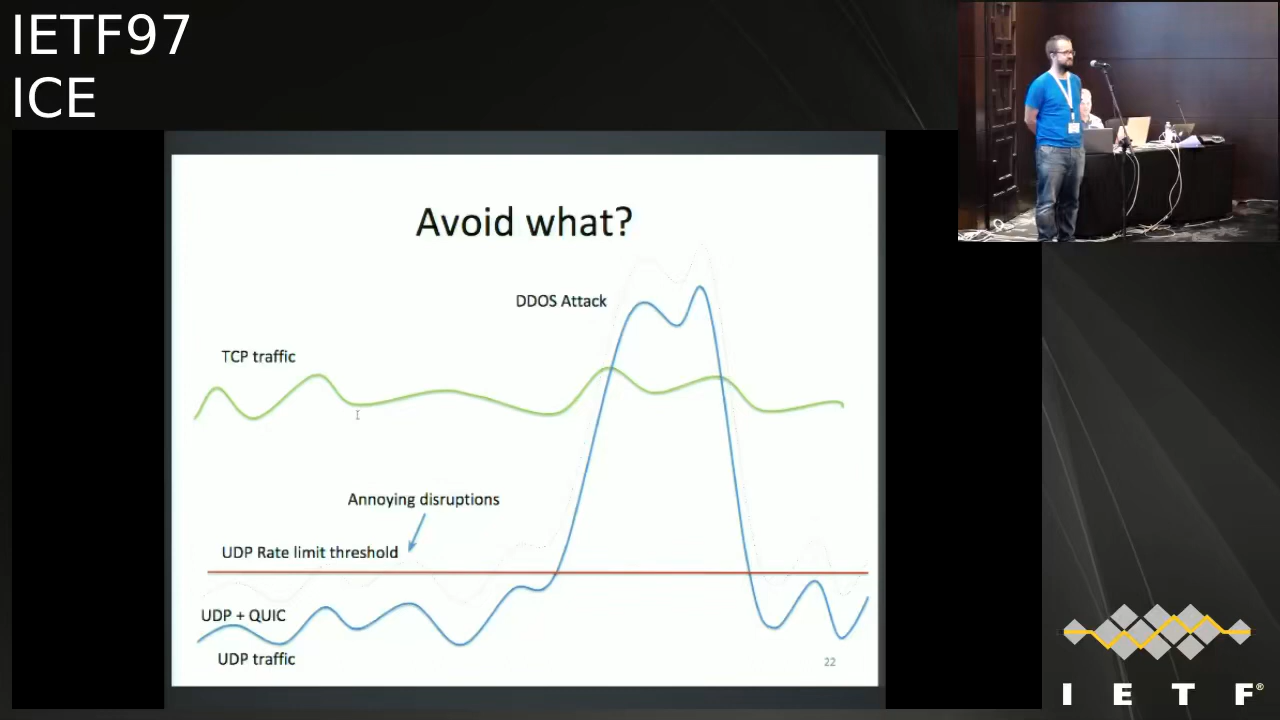 IETF97
ICE
Avoid what?
DDOS Attack
TCP traffic
Annoying disruptions
UDP Rate limit threshold
UDP + QUIC
UDP traffic
22
I E T F®